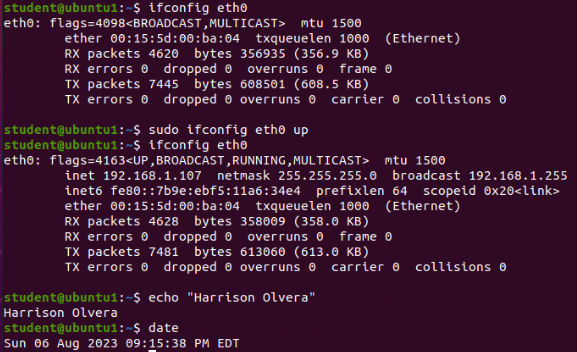 student@ubuntu1:~$ ifconfig eth0
eth0: flags=4098<BROADCAST,MULTICAST>  mtu 1500
        ether 00:15:5d:00:ba:04  txqueuelen 1000  (Ethernet)
        RX packets 4620  bytes 356935 (356.9 KB)
        RX errors 0  dropped 0  overruns 0  frame 0
        TX packets 7445  bytes 608501 (608.5 KB)
        TX errors 0  dropped 0 overruns 0  carrier 0  collisions 0

student@ubuntu1:~$ sudo ifconfig eth0 up
student@ubuntu1:~$ ifconfig eth0
eth0: flags=4163<UP,BROADCAST,RUNNING,MULTICAST>  mtu 1500
        inet 192.168.1.107  netmask 255.255.255.0  broadcast 192.168.1.255
        inet6 fe80::7b9e:ebf5:11a6:34e4  prefixlen 64  scopeid 0x20<link>
        ether 00:15:5d:00:ba:04  txqueuelen 1000  (Ethernet)
        RX packets 4628  bytes 358009 (358.0 KB)
        RX errors 0  dropped 0  overruns 0  frame 0
        TX packets 7481  bytes 613060 (613.0 KB)
        TX errors 0  dropped 0 overruns 0  carrier 0  collisions 0

student@ubuntu1:~$ echo "Harrison Olvera"
Harrison Olvera
student@ubuntu1:~$ date
Sun 06 Aug 2023 09:15:38 PM EDT